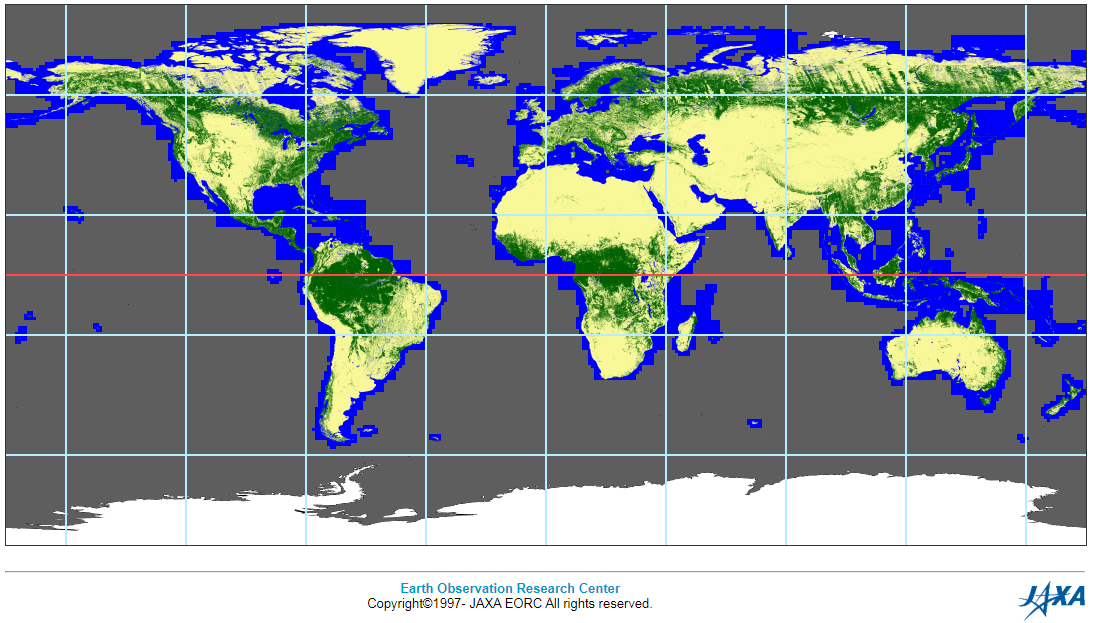 Earth Observation Research Center
Copyright©1997- JAXA EORC All rights reserved.
JAXA